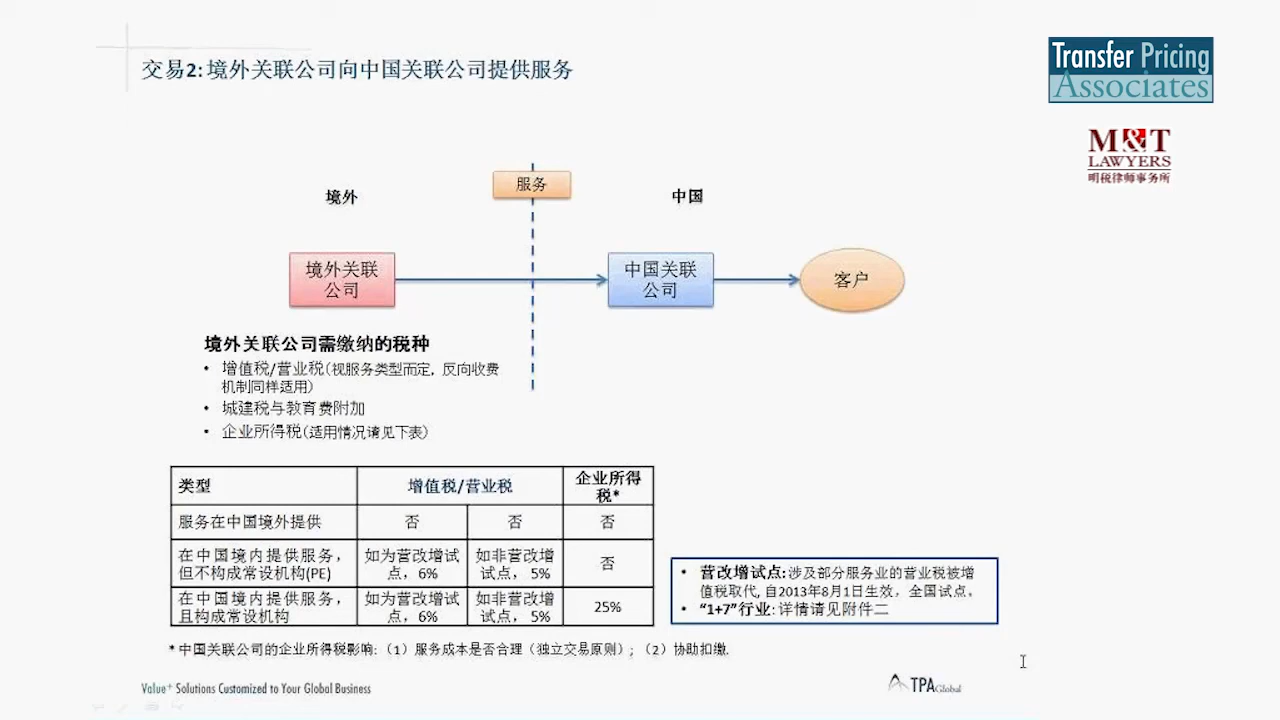 交易2: 境外关联公司向中国关联公司提供服务
Transfer Pricing
Associates
M&T
LAWYERS
明税律师事务所
服务
境外
中国
境外关联
公司
中国关联
公司
客户
境外关联公司需缴纳的税种
• 增值税/营业税(视服务类型而定, 反向收费
机制同样适用)
• 城建税与教育费附加
• 企业所得税(适用情况请见下表)
类型 增值税/营业税 企业所得
税*
服务在中国境外提供 否 否 否
在中国境内提供服务, 如为营改增试 如非营改增 否
但不构成常设机构(PE) 点, 6% 试点, 5%
在中国境内提供服务, 如为营改增试 如非营改增 25%
且构成常设机构 点, 6% 试点, 5%
• 营改增试点: 涉及部分服务业的营业税被增
值税取代, 自2013年8月1日生效, 全国试点。
• “1+7”行业: 详情请见附件二
* 中国关联公司的企业所得税影响: (1) 服务成本是否合理 (独立交易原则) ; (2) 协助扣缴.
Value+ Solutions Customized to Your Global Business
TPA Global